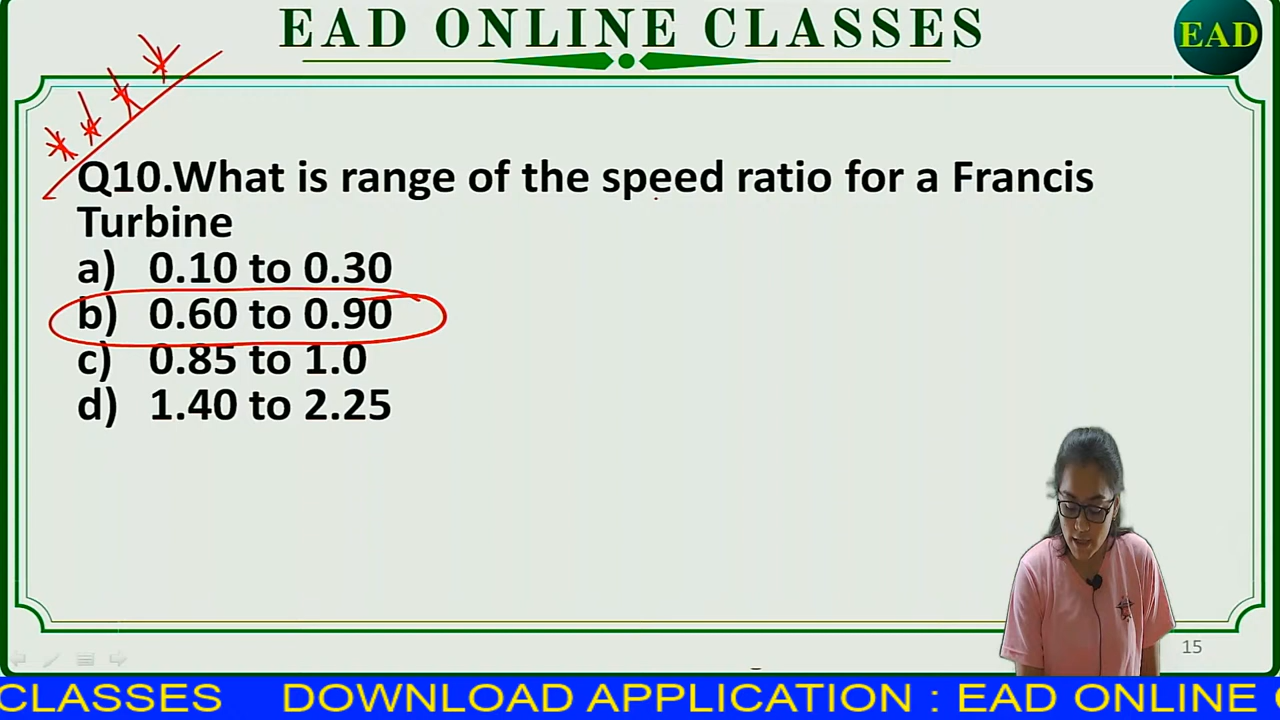 EAD ONLINE CLASSES
EAD
Q10.What is range of the speed ratio for a Francis
Turbine
a) 0.10 to 0.30
b) 0.60 to 0.90
c) 0.85 to 1.0
d) 1.40 to 2.25
15
CLASSES DOWNLOAD APPLICATION : EAD ONLINE